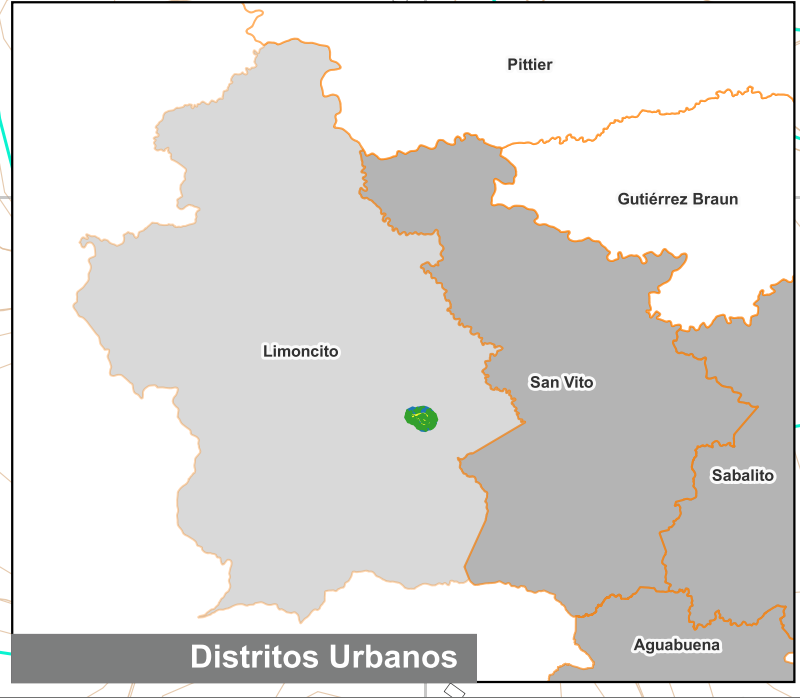 Pittier
Gutiérrez Braun
Limoncito
San Vito
Sabalito
Aguabuena
Distritos Urbanos